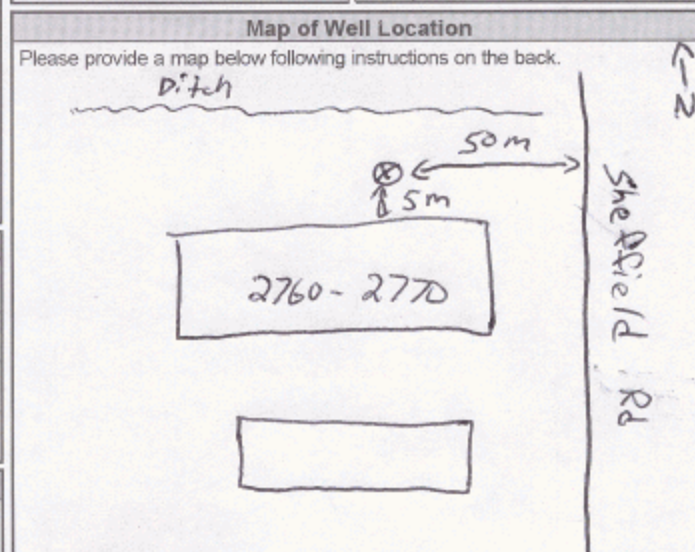 Map of Well Location
Please provide a map below following instructions on the back.
Ditch
N
50m
5m
Sheffield Rd
2760 - 2770